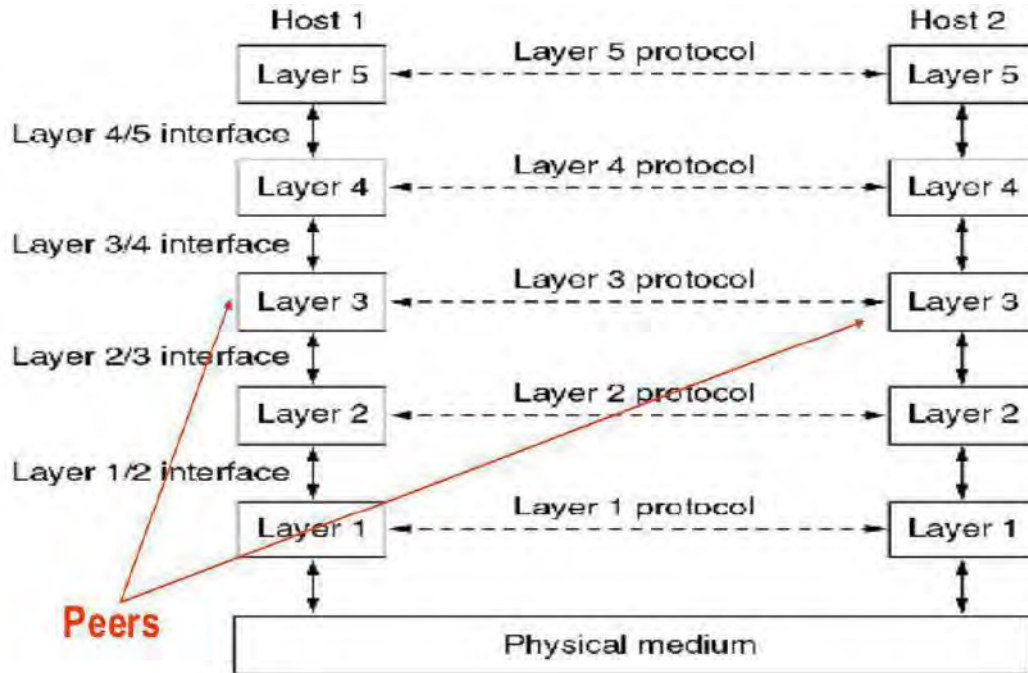 Host 1
Host 2
Layer 5 protocol
Layer 5
Layer 5
Layer 4/5 interface
Layer 4 protocol
Layer 4
Layer 4
Layer 3/4 interface
Layer 3 protocol
Layer 3
Layer 3
Layer 2/3 interface
Layer 2 protocol
Layer 2
Layer 2
Layer 1/2 interface
Layer 1 protocol
Layer 1
Layer 1
Peers
Physical medium